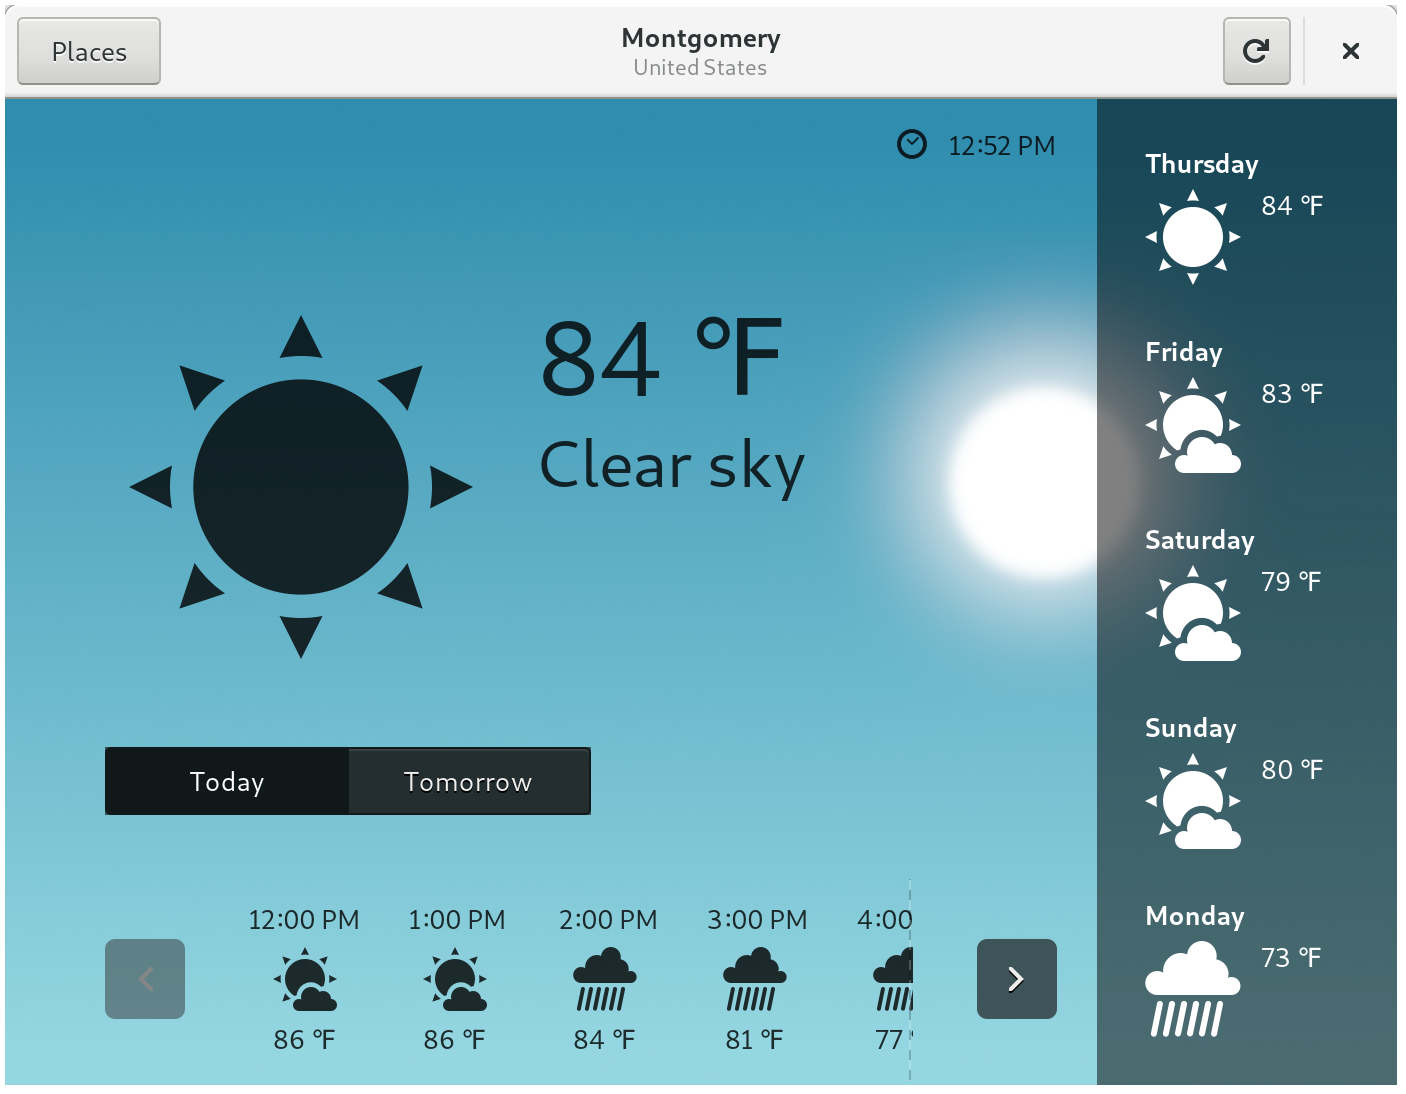 Places
Montgomery
United States
12:52 PM
84 °F
Clear sky
Today
Tomorrow
12:00 PM
1:00 PM
2:00 PM
3:00 PM
4:00
86 °F
86 °F
84 °F
81 °F
77 °
Thursday
84 °F
Friday
83 °F
Saturday
79 °F
Sunday
80 °F
Monday
73 °F